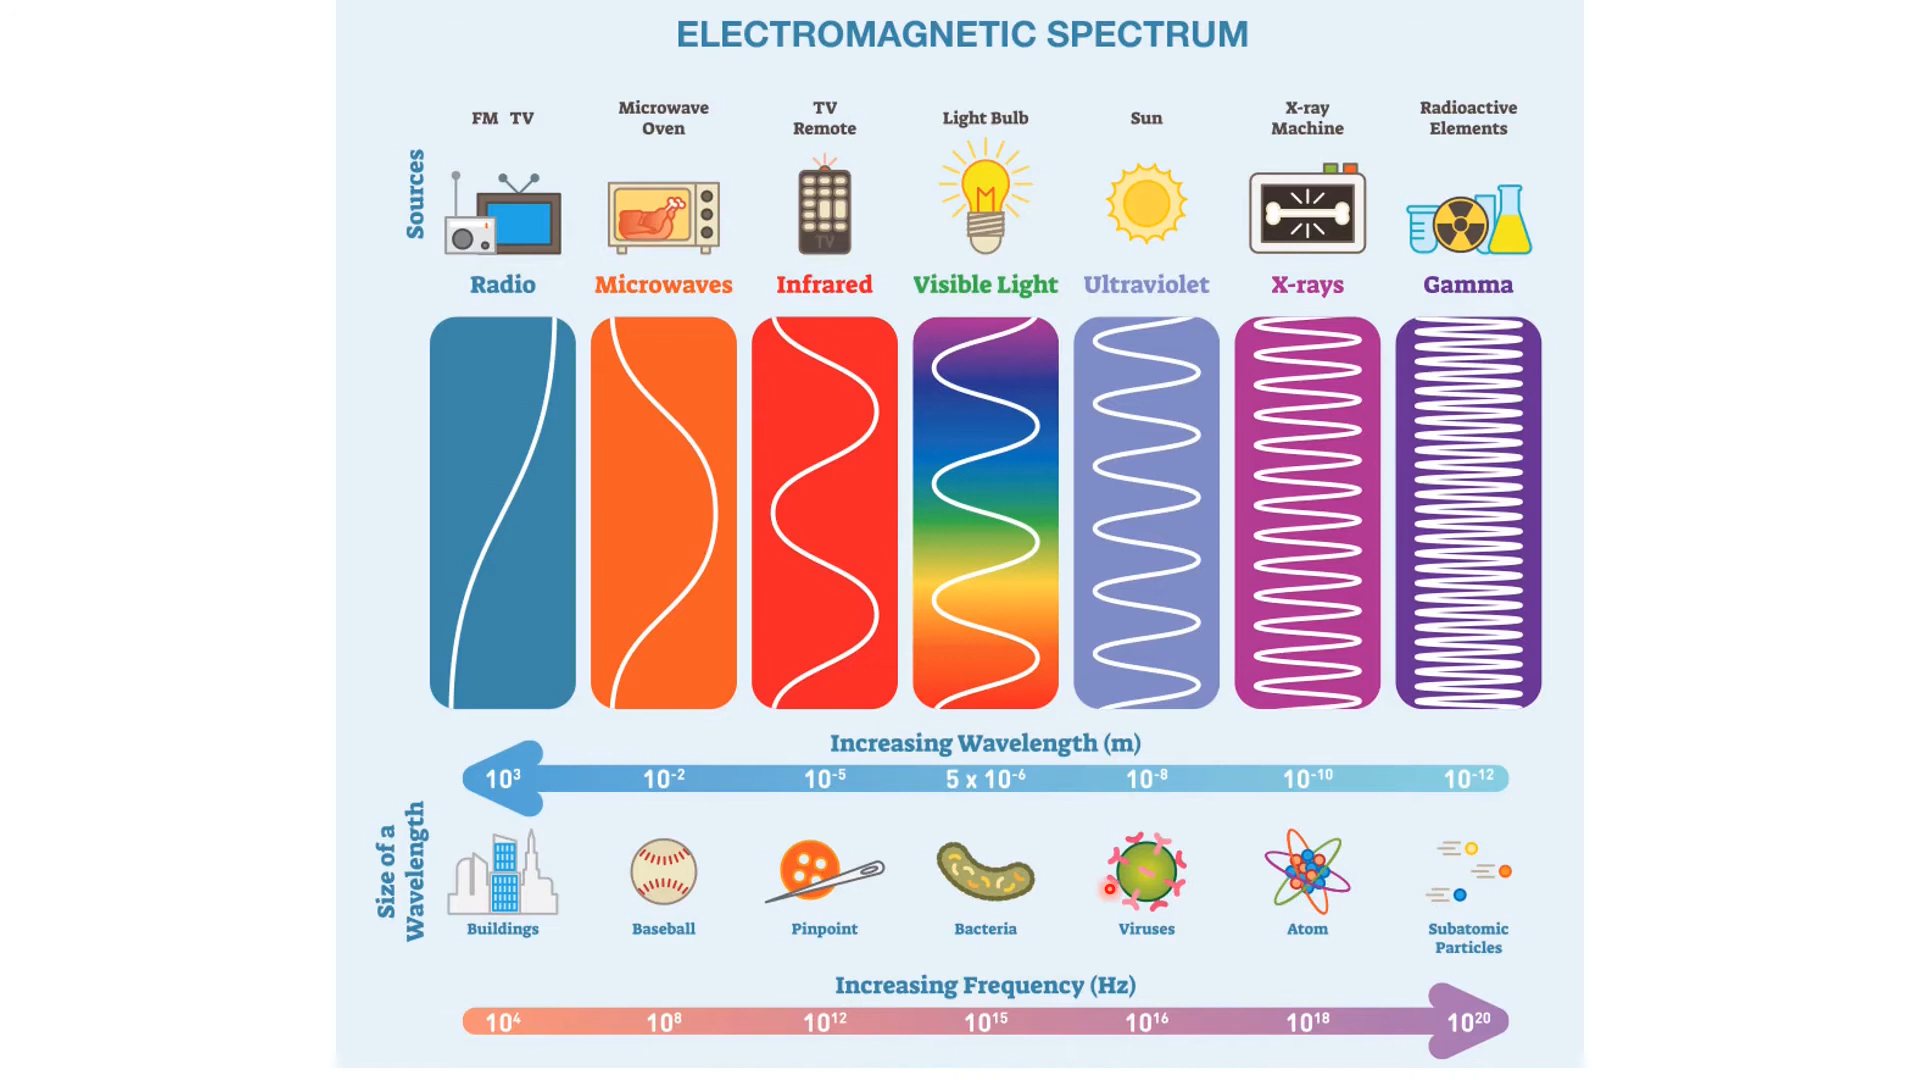 ELECTROMAGNETIC SPECTRUM
Sources
FM TV
Microwave
Oven
TV
Remote
Light Bulb
Sun
X-ray
Machine
Radioactive
Elements
TV
Radio
Microwaves
Infrared
Visible Light
Ultraviolet
X-rays
Gamma
Increasing Wavelength (m)
10³ 10⁻² 10⁻⁵ 5 x 10⁻⁶ 10⁻⁸ 10⁻¹⁰ 10⁻¹²
Size of a
Wavelength
Buildings
Baseball
Pinpoint
Bacteria
Viruses
Atom
Subatomic
Particles
Increasing Frequency (Hz)
10⁴ 10⁸ 10¹² 10¹⁵ 10¹⁶ 10¹⁸ 10²⁰